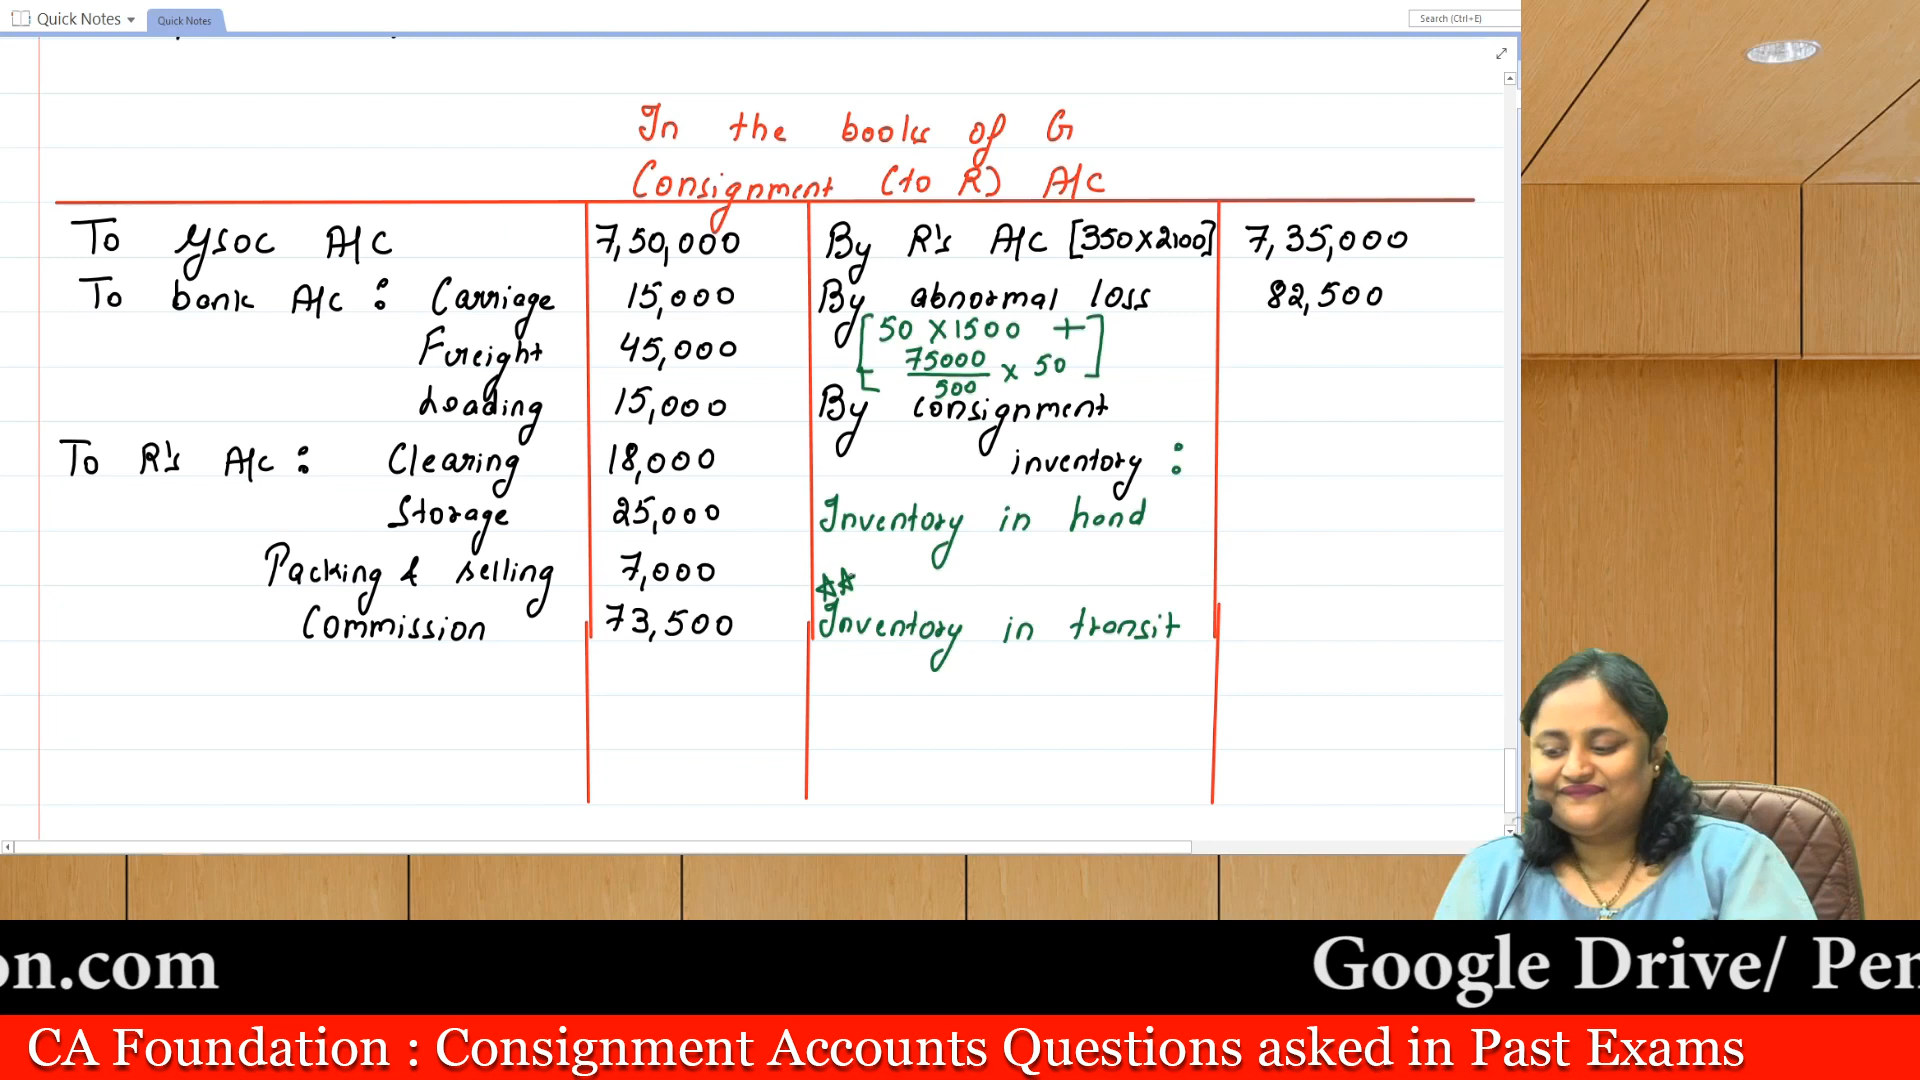 Quick Notes
Quick Notes
Search (Ctrl+E)
In the books of G
Consignment (to R) A/c
To GSOC A/C 7,50,000 By R's A/C [350×2100] 7,35,000
To bank A/c : Carriage 15,000 By abnormal loss 82,500
[50 × 1500 +
Freight 45,000 75000/500 × 50]
Loading 15,000 By consignment
To R's A/c : Clearing 18,000 inventory :
Storage 25,000 Inventory in hand
Packing & selling 7,000
Commission 73,500 ** Inventory in transit
on.com
Google Drive/ Pen
CA Foundation : Consignment Accounts Questions asked in Past Exams